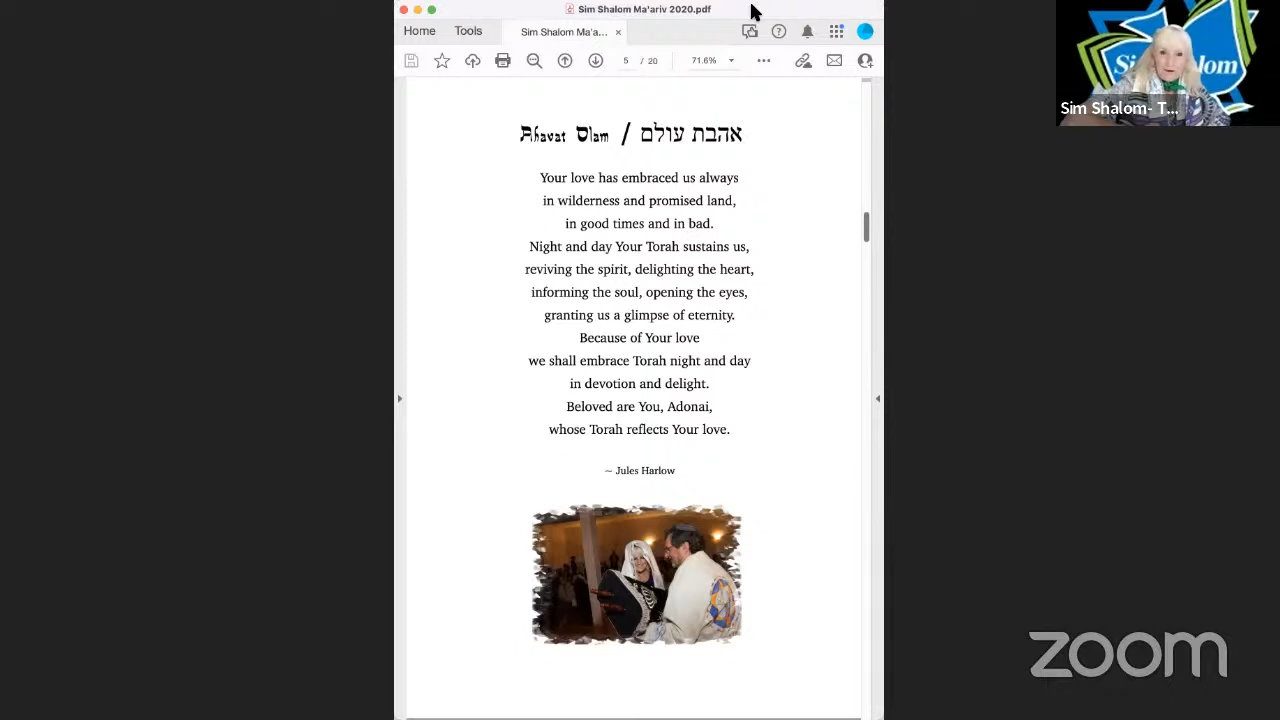 Sim Shalom Ma'ariv 2020.pdf
Home Tools Sim Shalom Ma'a... ×
5 / 20 71.6%
Ahavat Olam / אהבת עולם
Your love has embraced us always
in wilderness and promised land,
in good times and in bad.
Night and day Your Torah sustains us,
reviving the spirit, delighting the heart,
informing the soul, opening the eyes,
granting us a glimpse of eternity.
Because of Your love
we shall embrace Torah night and day
in devotion and delight.
Beloved are You, Adonai,
whose Torah reflects Your love.
~ Jules Harlow
Sim Shalom- T...
zoom